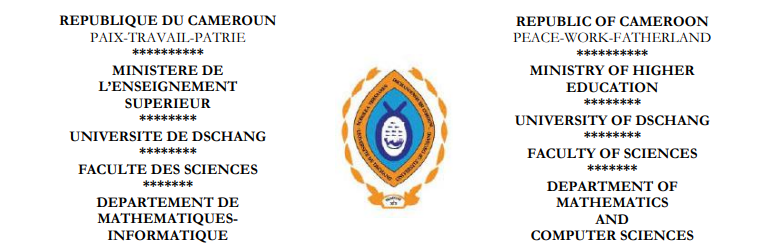 REPUBLIQUE DU CAMEROUN
PAIX-TRAVAIL-PATRIE
**********
MINISTERE DE
L'ENSEIGNEMENT
SUPERIEUR
********
UNIVERSITE DE DSCHANG
********
FACULTE DES SCIENCES
*******
DEPARTEMENT DE
MATHEMATIQUES-
INFORMATIQUE
REPUBLIC OF CAMEROON
PEACE-WORK-FATHERLAND
**********
MINISTRY OF HIGHER
EDUCATION
********
UNIVERSITY OF DSCHANG
********
FACULTY OF SCIENCES
*******
DEPARTMENT OF
MATHEMATICS
AND
COMPUTER SCIENCES